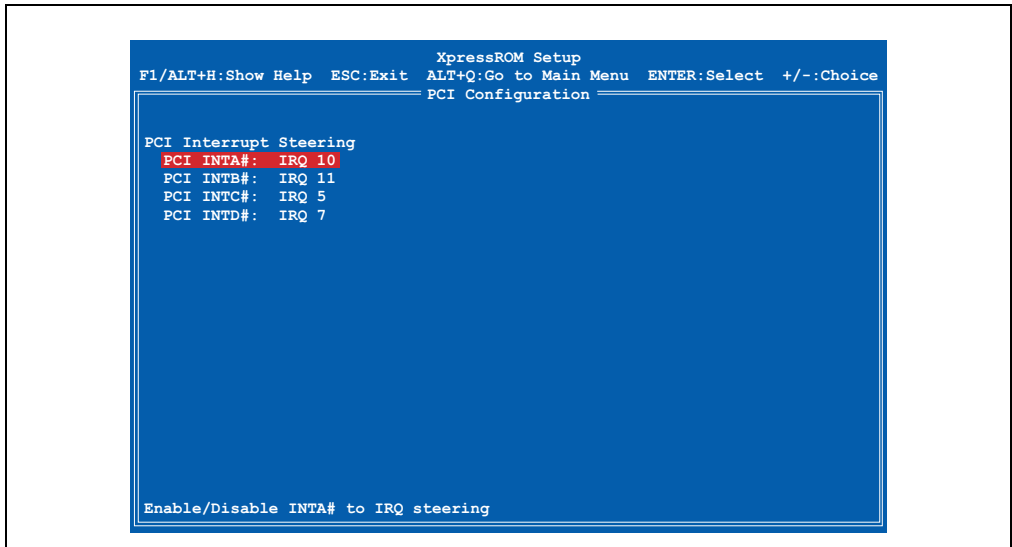 XpressROM Setup
F1/ALT+H:Show Help ESC:Exit ALT+Q:Go to Main Menu ENTER:Select +/-:Choice
PCI Configuration
PCI Interrupt Steering
PCI INTA#: IRQ 10
PCI INTB#: IRQ 11
PCI INTC#: IRQ 5
PCI INTD#: IRQ 7
Enable/Disable INTA# to IRQ steering